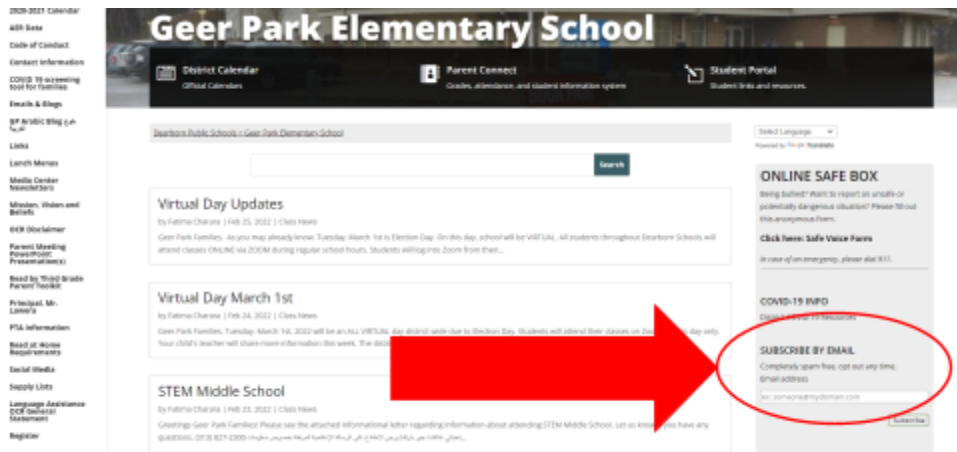 2020-2021 Calendar
AER Data
Code of Conduct
Contact Information
COVID 19 screening
tool for families
Emails & Blogs
GP Arabic Blog
Links
Lunch Menus
Media Center
Newsletters
Mission, Vision and
Beliefs
OCR Disclaimer
Parent Meeting
PowerPoint
Presentation(s)
Read by Third Grade
Parent Toolkit
Principal, Mr.
PTA Information
Read at Home
Requirements
Social Media
Supply Lists
Language Assistance
OCR General
Statement
Register
Geer Park Elementary School
District Calendar
Official Calendars
Parent Connect
Grades, attendance, and student information system
Student Portal
Student links and resources.
Dearborn Public Schools > Geer Park Elementary School
Search
Virtual Day Updates
by Fatima Charara | Feb 25, 2022 | Class News
Geer Park Families, As you may already know, Tuesday, March 1st is Election Day. On this day, school will be VIRTUAL. All students throughout Dearborn Schools will
attend classes ONLINE via ZOOM during regular school hours. Students will log into Zoom from their...
Virtual Day March 1st
by Fatima Charara | Feb 24, 2022 | Class News
Geer Park Families, Tuesday, March 1st, 2022 will be an ALL VIRTUAL day district wide due to Election Day. Students will attend their classes on day only.
Your child's teacher will share more information this week. The
STEM Middle School
by Fatima Charara | Feb 23, 2022 | Class News
Greetings Geer Park Families! Please see the attached informational letter regarding information about attending STEM Middle School. Let us know you have any
questions. (313) 827-2300
Select Language
Powered by Google Translate
ONLINE SAFE BOX
Being bullied? Want to report an unsafe or
potentially dangerous situation? Please fill out
this anonymous form.
Click here: Safe Voice Form
In case of an emergency, please dial 911.
COVID-19 INFO
District COVID-19 Resources
SUBSCRIBE BY EMAIL
Completely spam free, opt out any time.
Email address
ex: someone@mydomain.com
Subscribe